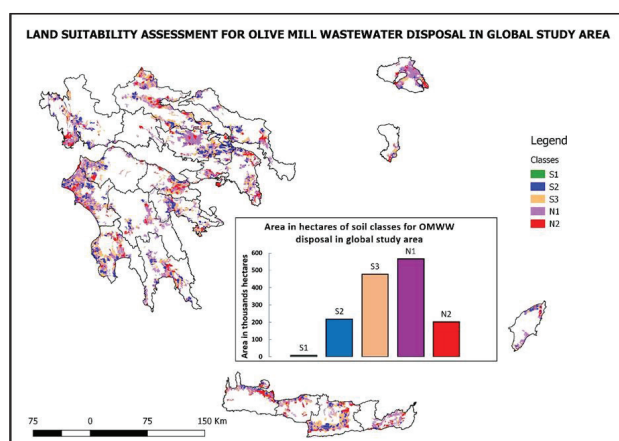 LAND SUITABILITY ASSESSMENT FOR OLIVE MILL WASTEWATER DISPOSAL IN GLOBAL STUDY AREA
Legend
Classes
S1
S2
S3
N1
N2
Area in hectares of soil classes for OMWW
disposal in global study area
Area in thousands hectares
600
500
400
300
200
100
0
S1
S2
S3
N1
N2
75 0 75 150 Km